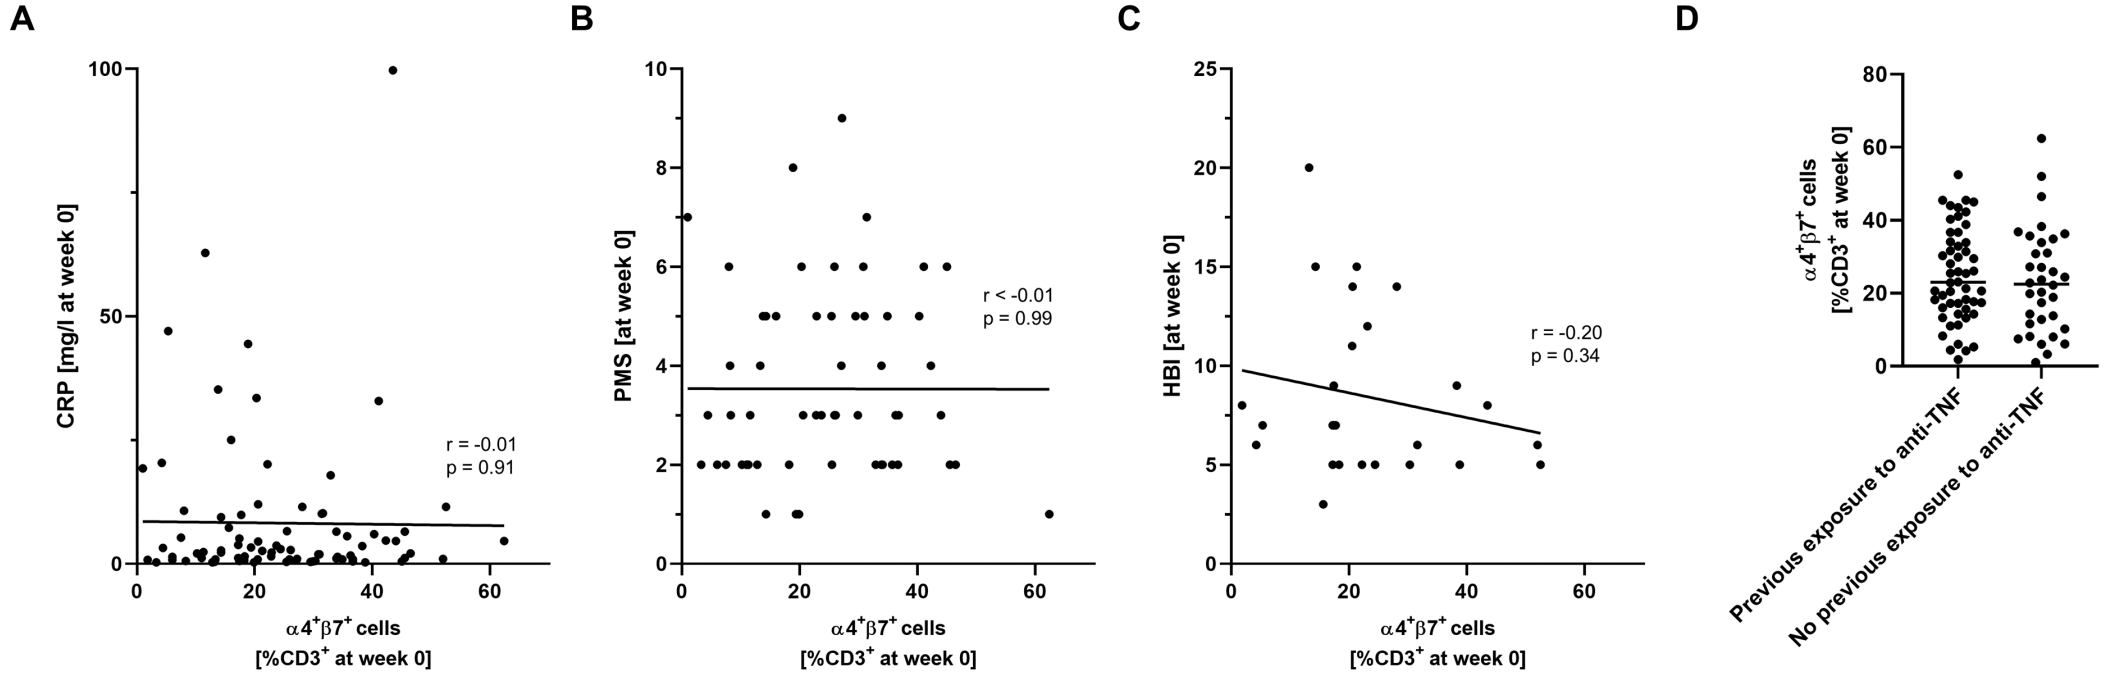 A
CRP [mg/l at week 0]
100
50
0
0 20 40 60
r = -0.01
p = 0.91
α4⁺β7⁺ cells
[%CD3⁺ at week 0]
B
PMS [at week 0]
10
8
6
4
2
0
0 20 40 60
r < -0.01
p = 0.99
α4⁺β7⁺ cells
[%CD3⁺ at week 0]
C
HBI [at week 0]
25
20
15
10
5
0
0 20 40 60
r = -0.20
p = 0.34
α4⁺β7⁺ cells
[%CD3⁺ at week 0]
D
α4⁺β7⁺ cells
[%CD3⁺ at week 0]
80
60
40
20
0
Previous exposure to anti-TNF
No previous exposure to anti-TNF